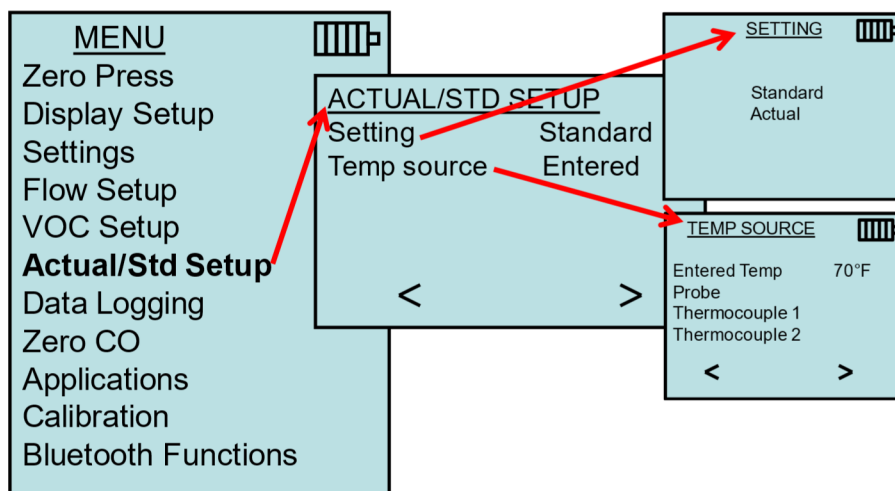 MENU
Zero Press
Display Setup
Settings
Flow Setup
VOC Setup
Actual/Std Setup
Data Logging
Zero CO
Applications
Calibration
Bluetooth Functions
ACTUAL/STD SETUP
Setting Standard
Temp source Entered
< >
SETTING
Standard
Actual
TEMP SOURCE
Entered Temp 70°F
Probe
Thermocouple 1
Thermocouple 2
< >